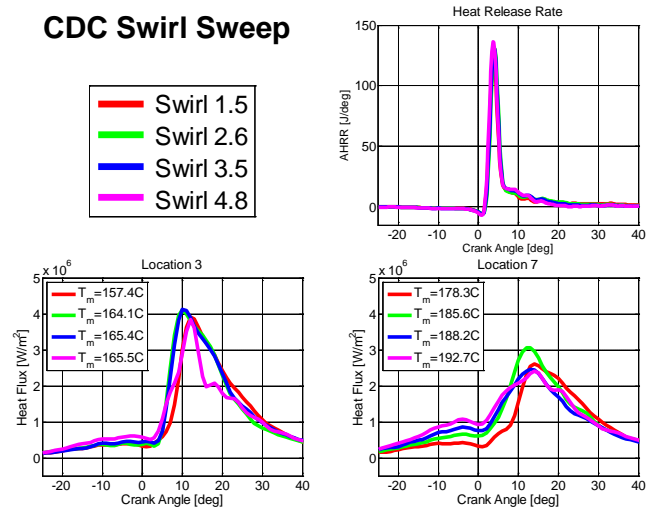 CDC Swirl Sweep
Swirl 1.5
Swirl 2.6
Swirl 3.5
Swirl 4.8
Heat Release Rate
150
100
50
0
AHRR [J/deg]
-20 -10 0 10 20 30 40
Crank Angle [deg]
Location 3
x 10^6
5
4
3
2
1
0
Heat Flux [W/m²]
T_m=157.4C
T_m=164.1C
T_m=165.4C
T_m=165.5C
-20 -10 0 10 20 30 40
Crank Angle [deg]
Location 7
x 10^6
5
4
3
2
1
0
Heat Flux [W/m²]
T_m=178.3C
T_m=185.6C
T_m=188.2C
T_m=192.7C
-20 -10 0 10 20 30 40
Crank Angle [deg]